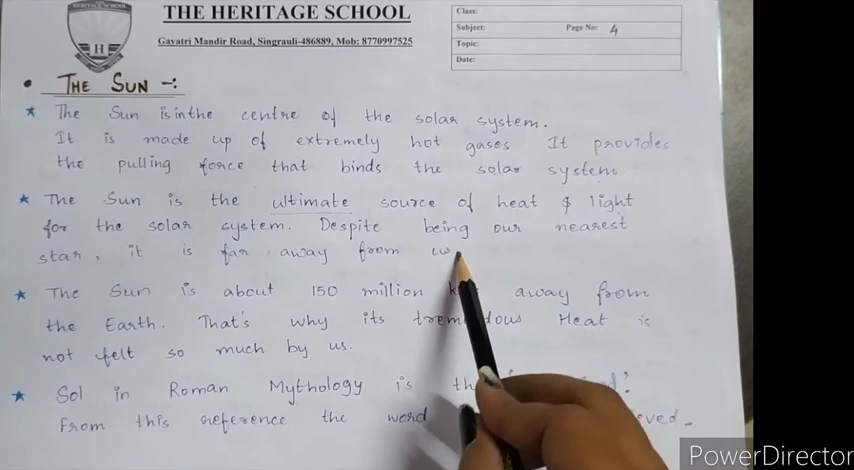 HERITAGE SCHOOL
H
THE HERITAGE SCHOOL
Gayatri Mandir Road, Singrauli-486889, Mob: 8770997525
Class:
Subject: Page No: 4
Topic:
Date:
• THE SUN -:
★ The Sun is in the centre of the solar system.
It is made up of extremely hot gases It provides
the pulling force that binds the solar system
★ The Sun is the ultimate source of heat & light
for the solar system. Despite being our nearest
star, it is far away from us
★ The Sun is about 150 million away from
the Earth. That's why its tremendous Heat is
not felt so much by us.
★ Sol in Roman Mythology is
From this reference the word
PowerDirector